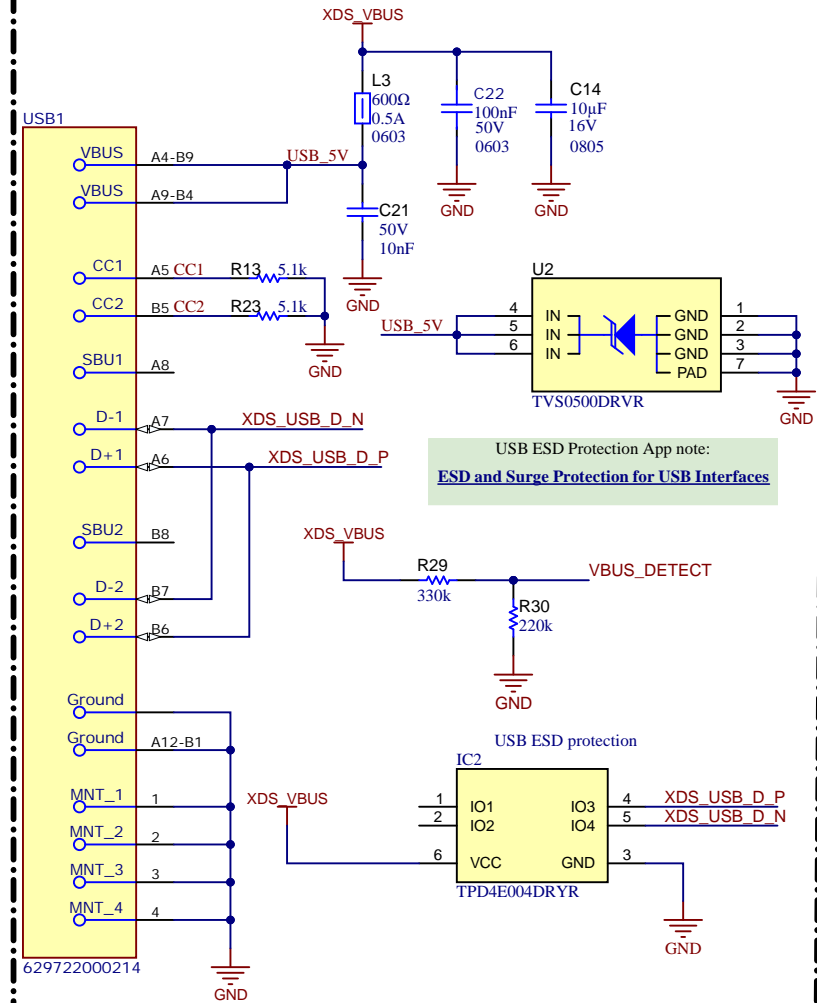 XDS_VBUS
L3
600Ω
0.5A
0603
C22
100nF
50V
0603
C14
10µF
16V
0805
GND
GND
USB1
VBUS A4-B9 USB_5V
VBUS A9-B4
C21
50V
10nF
GND
CC1 A5 CC1 R13 5.1k
CC2 B5 CC2 R23 5.1k
GND
SBU1 A8
D-1 A7 XDS_USB_D_N
D+1 A6 XDS_USB_D_P
SBU2 B8
D-2 B7
D+2 B6
Ground
Ground A12-B1
MNT_1 1
MNT_2 2
MNT_3 3
MNT_4 4
629722000214
GND
U2
USB_5V
4 IN GND 1
5 IN GND 2
6 IN GND 3
PAD 7
TVS0500DRVR
GND
USB ESD Protection App note:
ESD and Surge Protection for USB Interfaces
XDS_VBUS
R29
330k
VBUS_DETECT
R30
220k
GND
USB ESD protection
IC2
XDS_VBUS
1 IO1 IO3 4 XDS_USB_D_P
2 IO2 IO4 5 XDS_USB_D_N
6 VCC GND 3
TPD4E004DRYR
GND